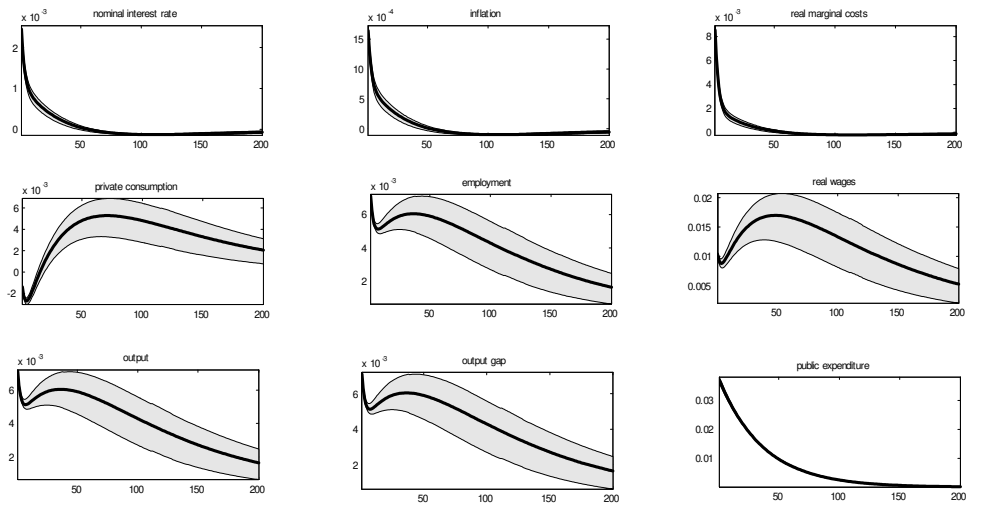 x 10⁻³ nominal interest rate
2
1
0
50 100 150 200
x 10⁻⁴ inflation
15
10
5
0
50 100 150 200
x 10⁻³ real marginal costs
8
6
4
2
0
50 100 150 200
x 10⁻³ private consumption
6
4
2
0
-2
50 100 150 200
x 10⁻³ employment
6
4
2
50 100 150 200
real wages
0.02
0.015
0.01
0.005
50 100 150 200
x 10⁻³ output
6
4
2
50 100 150 200
x 10⁻³ output gap
6
4
2
50 100 150 200
public expenditure
0.03
0.02
0.01
50 100 150 200